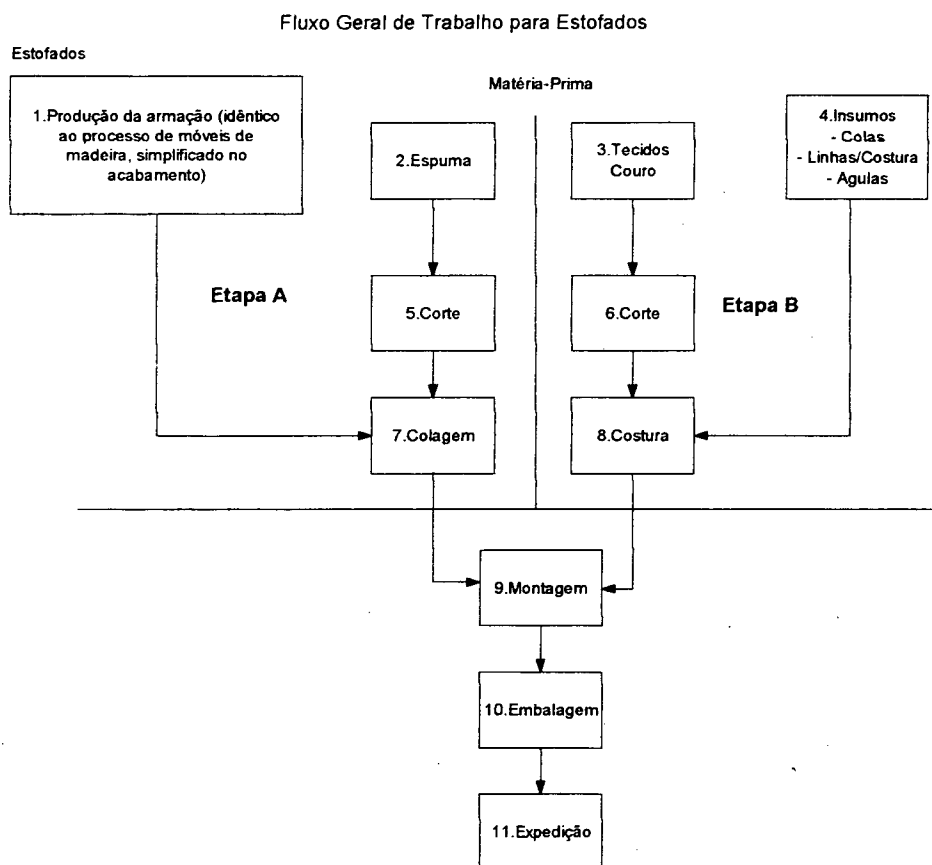 Fluxo Geral de Trabalho para Estofados
Estofados
Matéria-Prima
1.Produção da armação (idêntico
ao processo de móveis de
madeira, simplificado no
acabamento)
2.Espuma
3.Tecidos
Couro
4.Insumos
- Colas
- Linhas/Costura
- Agulas
Etapa A
5.Corte
6.Corte
Etapa B
7.Colagem
8.Costura
9.Montagem
10.Embalagem
11.Expedição